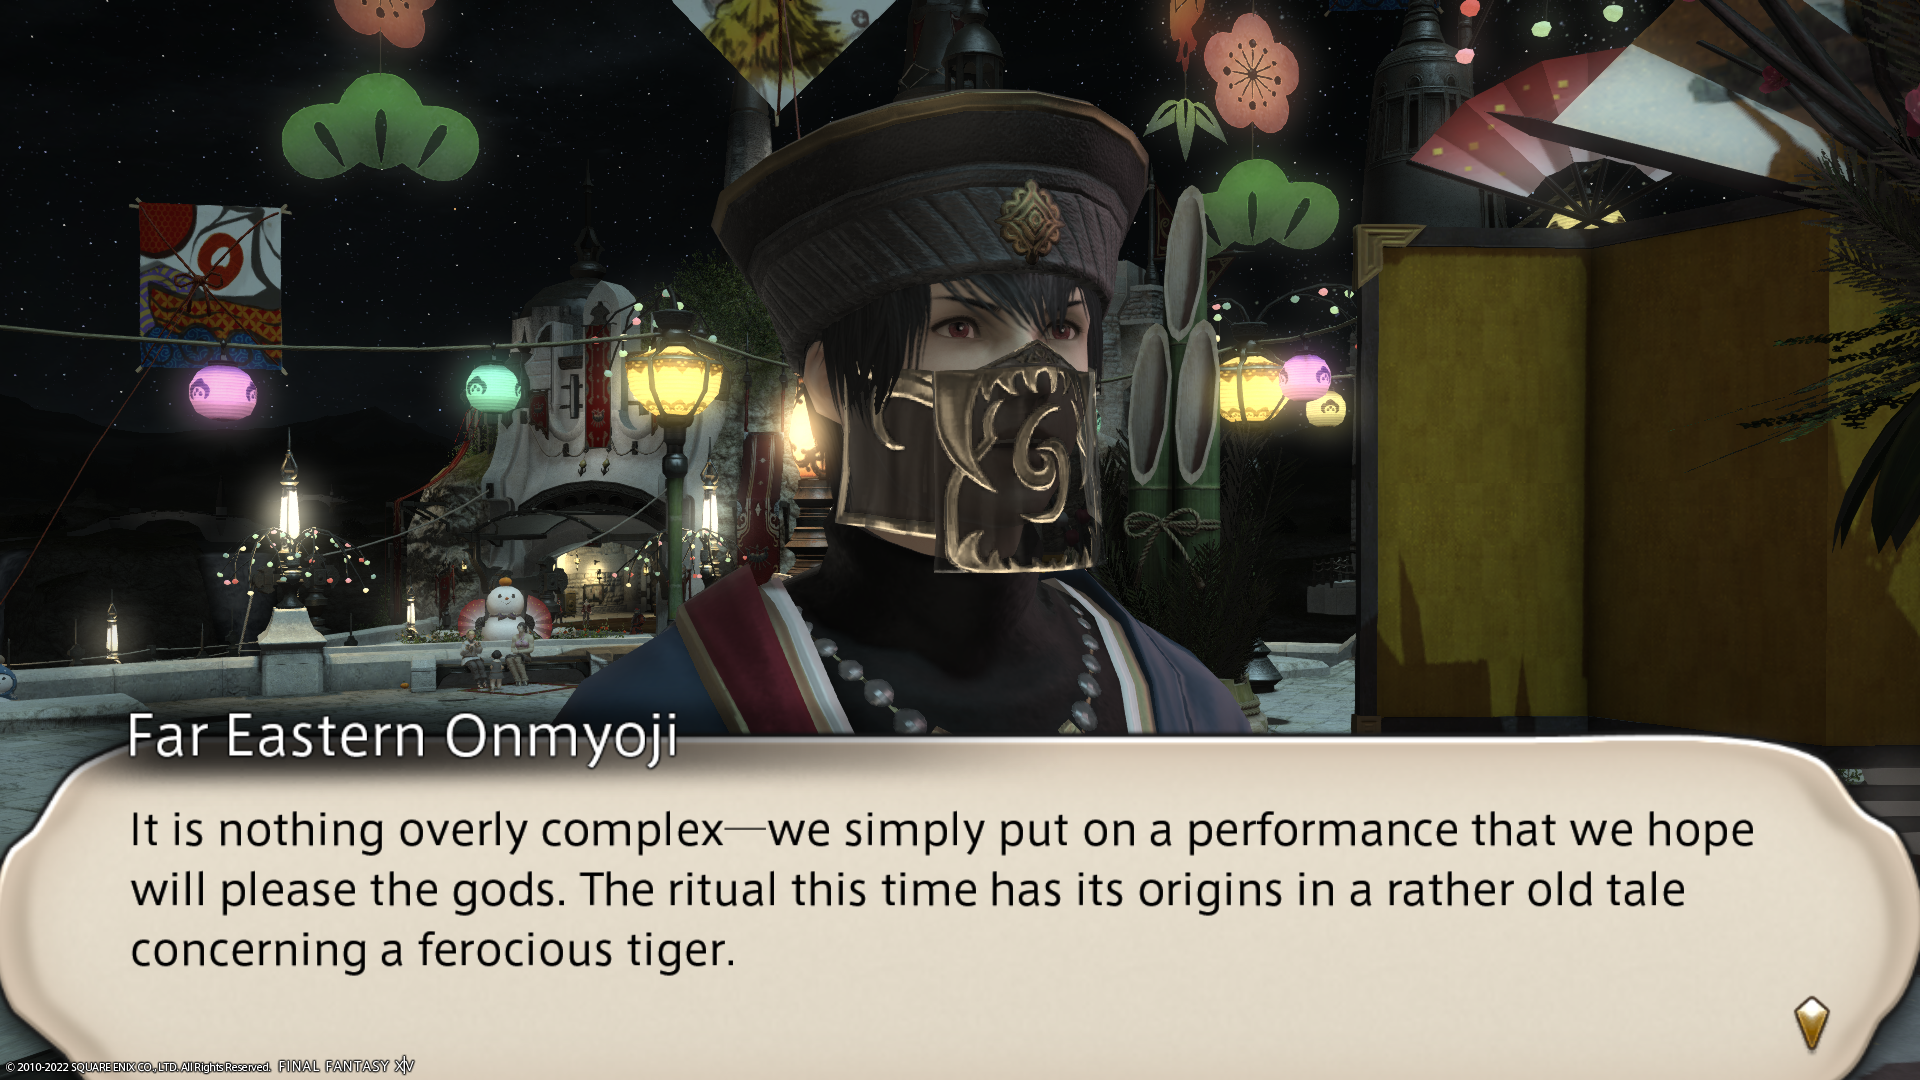 Far Eastern Onmyoji
It is nothing overly complex—we simply put on a performance that we hope
will please the gods. The ritual this time has its origins in a rather old tale
concerning a ferocious tiger.
© 2010-2022 SQUARE ENIX CO., LTD. All Rights Reserved. FINAL FANTASY XIV